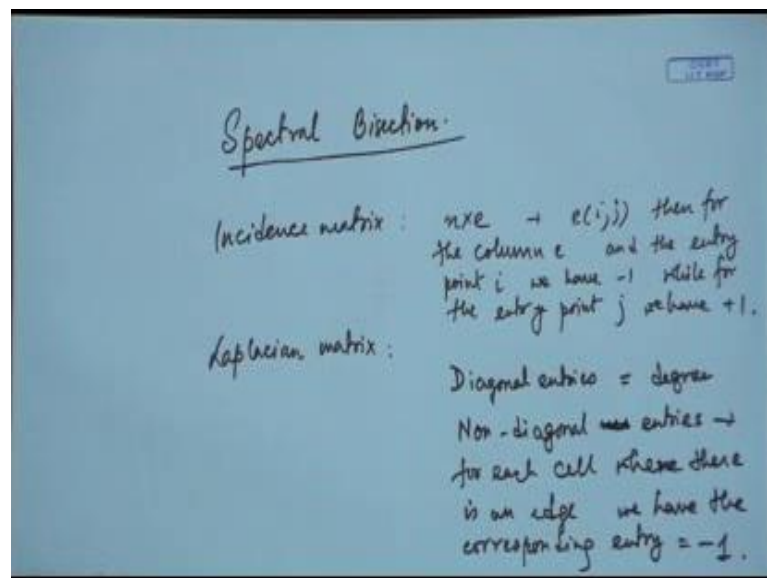 Spectral Bisection.
Incidence matrix : n×e → e(i,j) then for
the column e and the entry
point i we have -1 while for
the entry point j we have +1.
Laplacian matrix :
Diagonal entries = degree
Non-diagonal entries →
for each cell where there
is an edge we have the
corresponding entry = -1.